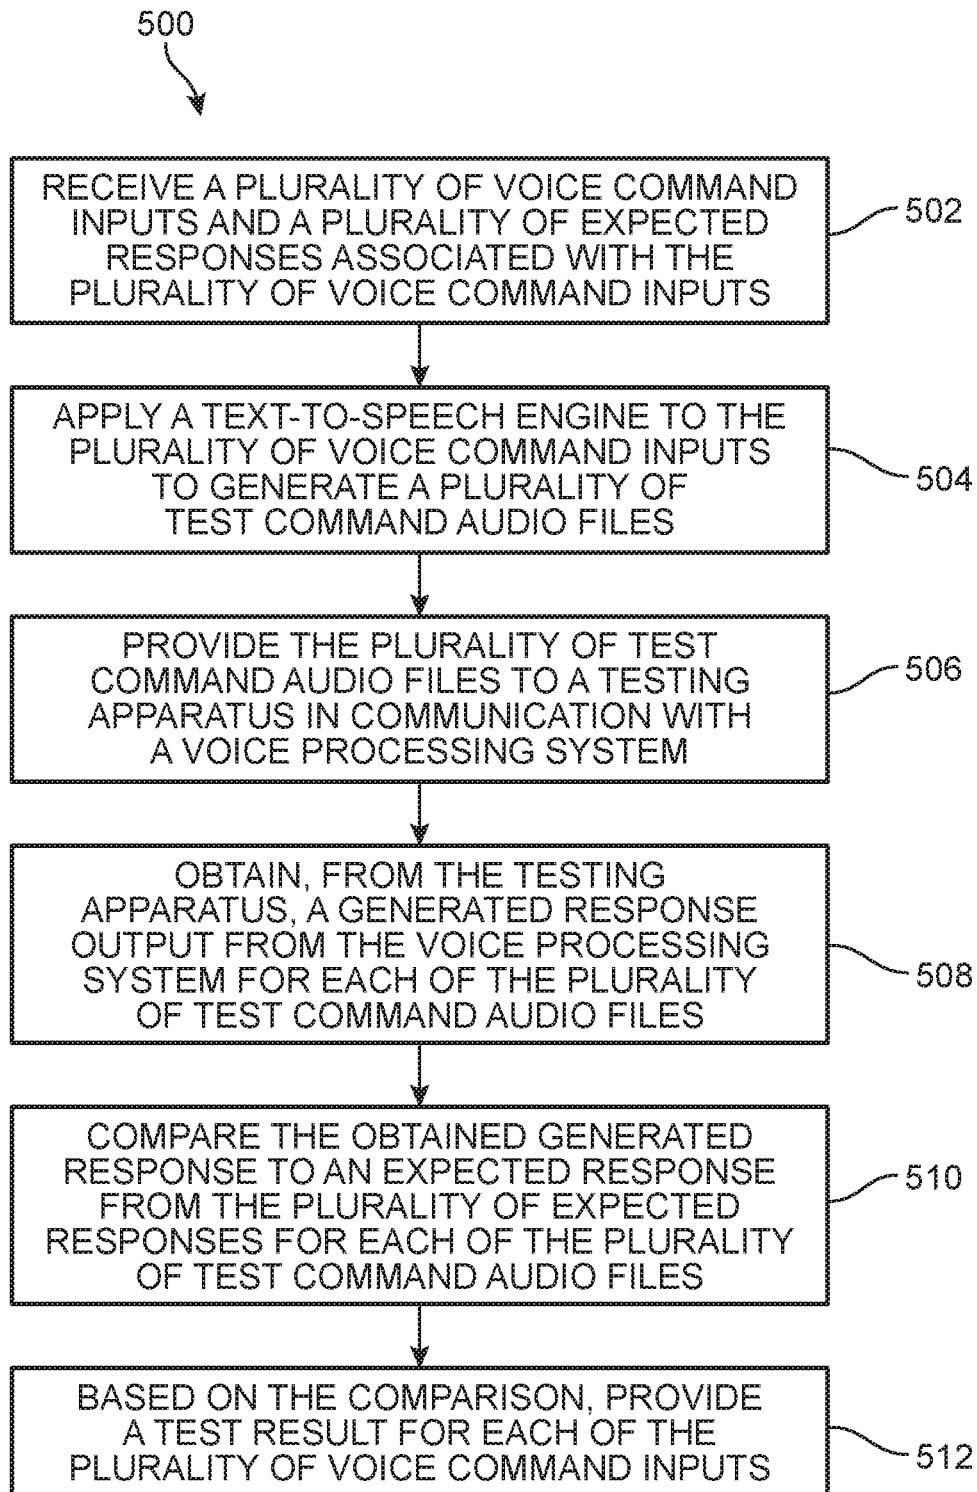 500
RECEIVE A PLURALITY OF VOICE COMMAND
INPUTS AND A PLURALITY OF EXPECTED
RESPONSES ASSOCIATED WITH THE
PLURALITY OF VOICE COMMAND INPUTS
502
APPLY A TEXT-TO-SPEECH ENGINE TO THE
PLURALITY OF VOICE COMMAND INPUTS
TO GENERATE A PLURALITY OF
TEST COMMAND AUDIO FILES
504
PROVIDE THE PLURALITY OF TEST
COMMAND AUDIO FILES TO A TESTING
APPARATUS IN COMMUNICATION WITH
A VOICE PROCESSING SYSTEM
506
OBTAIN, FROM THE TESTING
APPARATUS, A GENERATED RESPONSE
OUTPUT FROM THE VOICE PROCESSING
SYSTEM FOR EACH OF THE PLURALITY
OF TEST COMMAND AUDIO FILES
508
COMPARE THE OBTAINED GENERATED
RESPONSE TO AN EXPECTED RESPONSE
FROM THE PLURALITY OF EXPECTED
RESPONSES FOR EACH OF THE PLURALITY
OF TEST COMMAND AUDIO FILES
510
BASED ON THE COMPARISON, PROVIDE
A TEST RESULT FOR EACH OF THE
PLURALITY OF VOICE COMMAND INPUTS
512